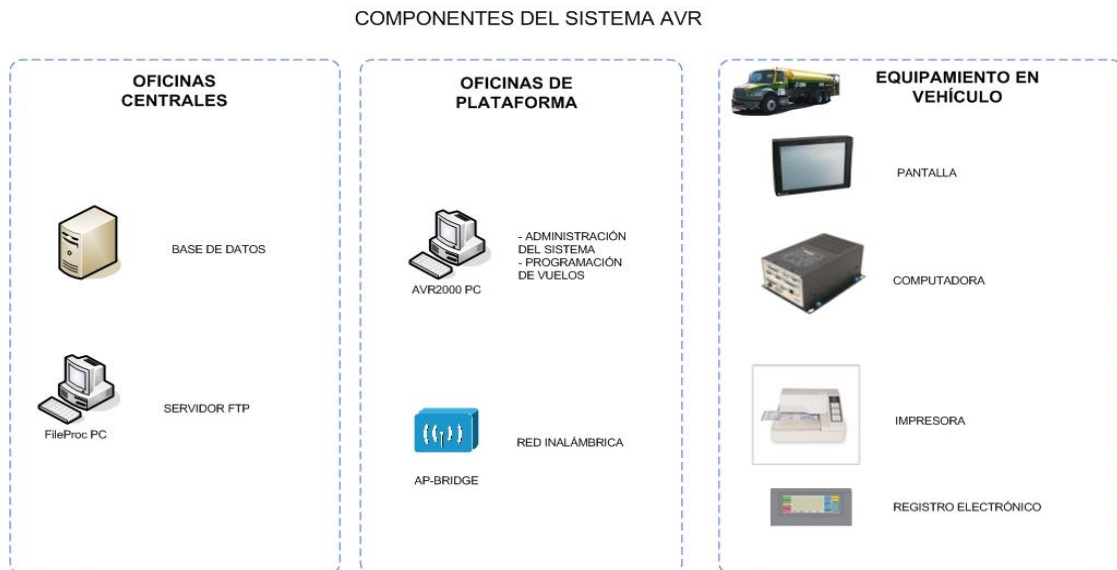 COMPONENTES DEL SISTEMA AVR
OFICINAS
CENTRALES
BASE DE DATOS
SERVIDOR FTP
FileProc PC
OFICINAS DE
PLATAFORMA
- ADMINISTRACIÓN
DEL SISTEMA
- PROGRAMACIÓN
DE VUELOS
AVR2000 PC
RED INALÁMBRICA
AP-BRIDGE
EQUIPAMIENTO EN
VEHÍCULO
PANTALLA
COMPUTADORA
IMPRESORA
REGISTRO ELECTRÓNICO